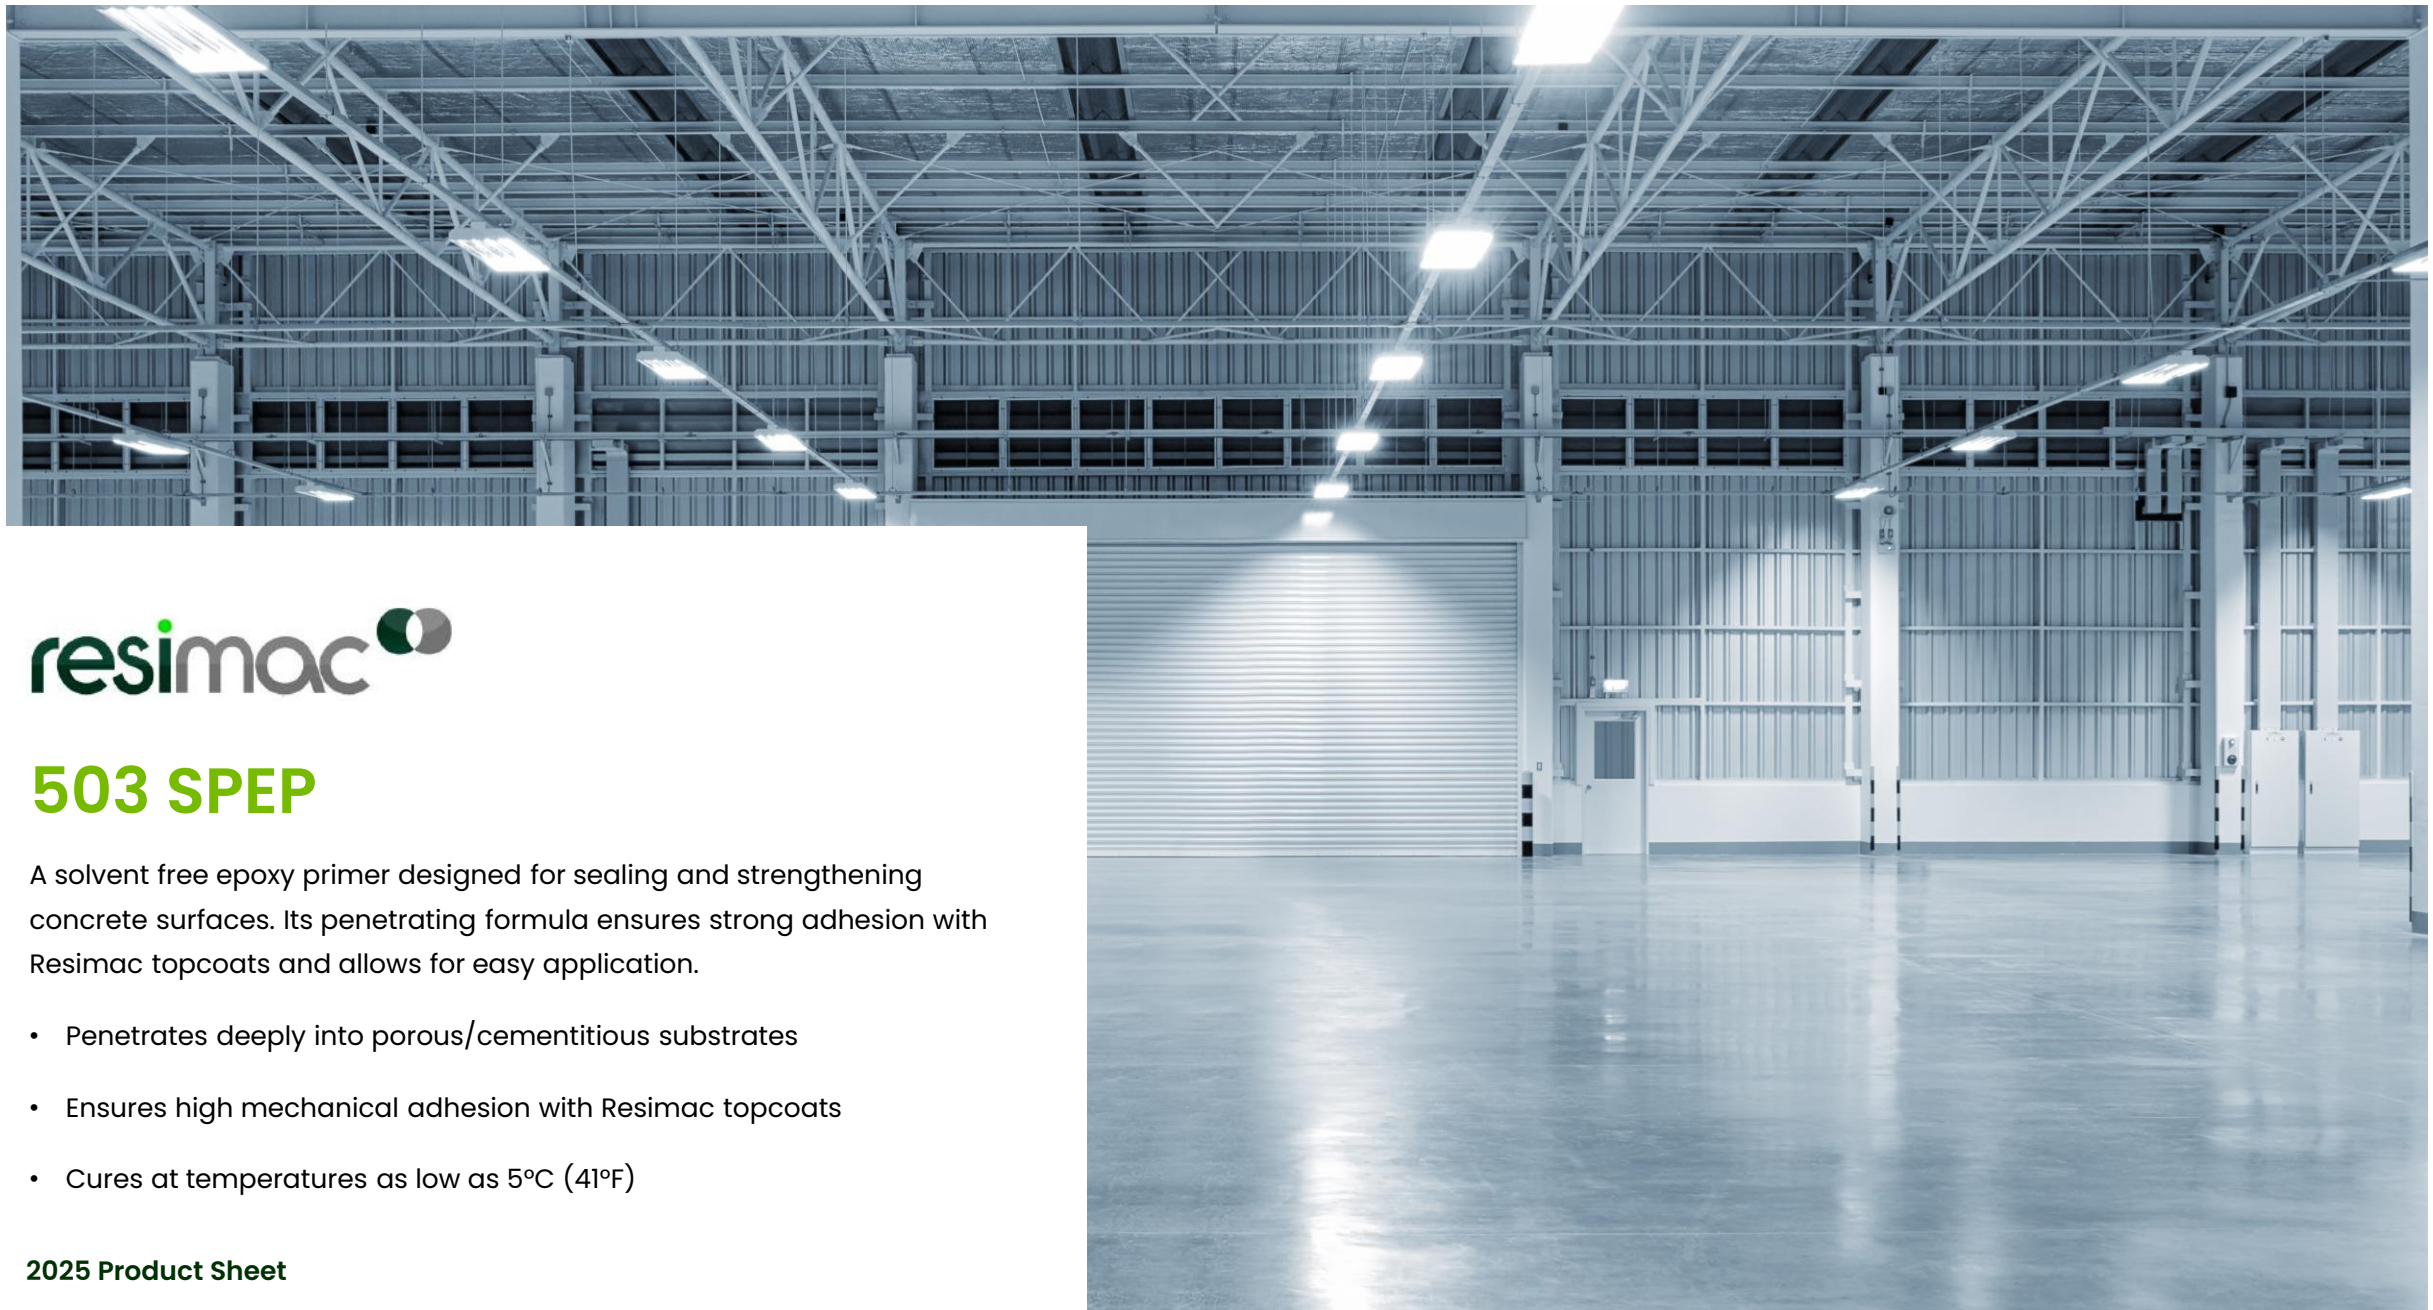 resimac
503 SPEP
A solvent free epoxy primer designed for sealing and strengthening
concrete surfaces. Its penetrating formula ensures strong adhesion with
Resimac topcoats and allows for easy application.
• Penetrates deeply into porous/cementitious substrates
• Ensures high mechanical adhesion with Resimac topcoats
• Cures at temperatures as low as 5°C (41°F)
2025 Product Sheet